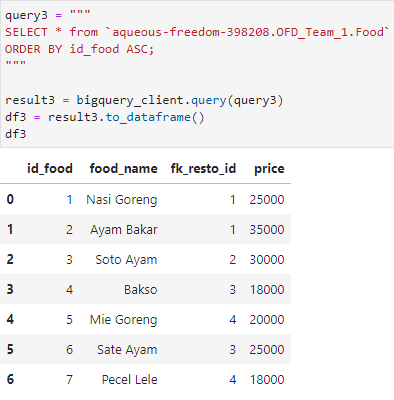 query3 = """
SELECT * from `aqueous-freedom-398208.OFD_Team_1.Food`
ORDER BY id_food ASC;
"""
result3 = bigquery_client.query(query3)
df3 = result3.to_dataframe()
df3
id_food food_name fk_resto_id price
0 1 Nasi Goreng 1 25000
1 2 Ayam Bakar 1 35000
2 3 Soto Ayam 2 30000
3 4 Bakso 3 18000
4 5 Mie Goreng 4 20000
5 6 Sate Ayam 3 25000
6 7 Pecel Lele 4 18000